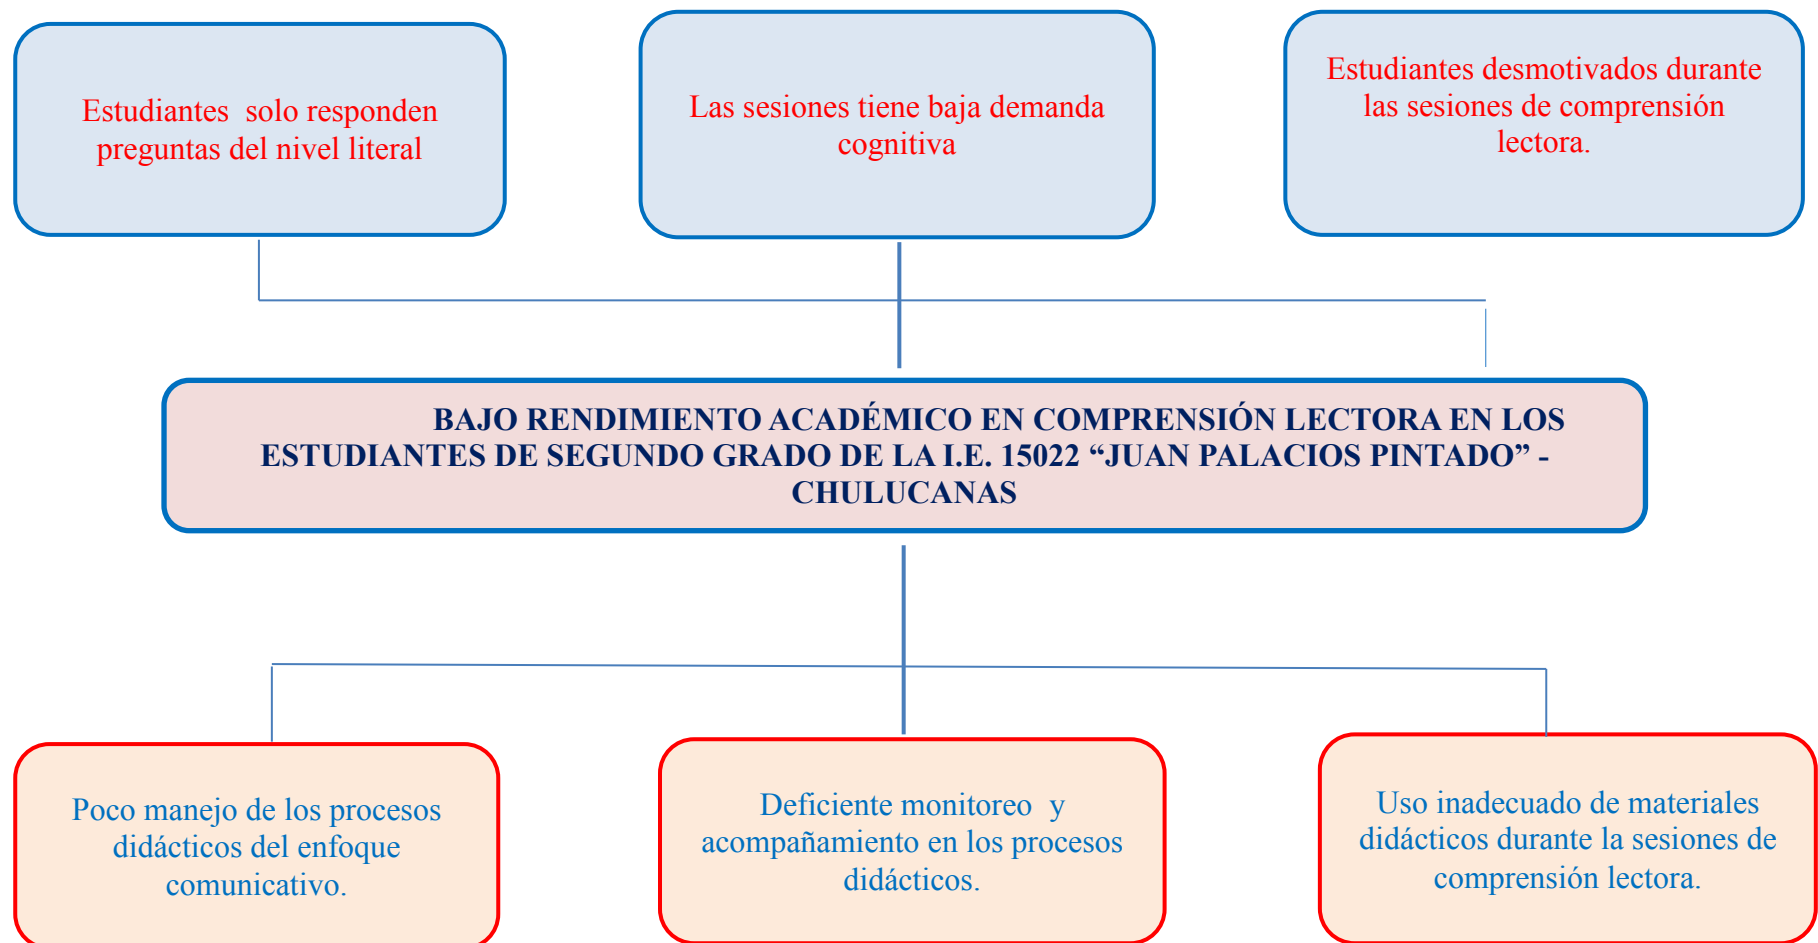 Estudiantes  solo responden
preguntas del nivel literal
Las sesiones tiene baja demanda
cognitiva
Estudiantes desmotivados durante
las sesiones de comprensión
lectora.
BAJO RENDIMIENTO ACADÉMICO EN COMPRENSIÓN LECTORA EN LOS
ESTUDIANTES DE SEGUNDO GRADO DE LA I.E. 15022 “JUAN PALACIOS PINTADO” -
CHULUCANAS
Poco manejo de los procesos
didácticos del enfoque
comunicativo.
Deficiente monitoreo  y
acompañamiento en los procesos
didácticos.
Uso inadecuado de materiales
didácticos durante la sesiones de
comprensión lectora.